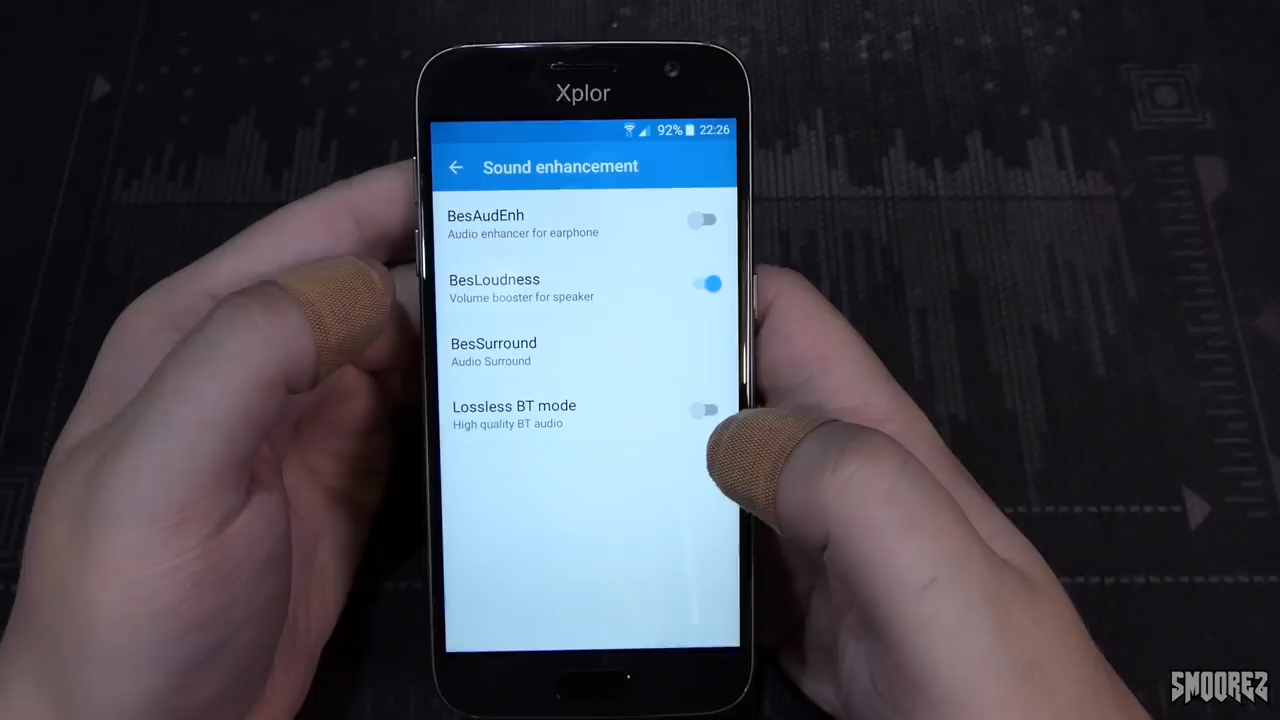 Xplor
92% 22:26
Sound enhancement
BesAudEnh
Audio enhancer for earphone
BesLoudness
Volume booster for speaker
BesSurround
Audio Surround
Lossless BT mode
High quality BT audio
SMOOREZ